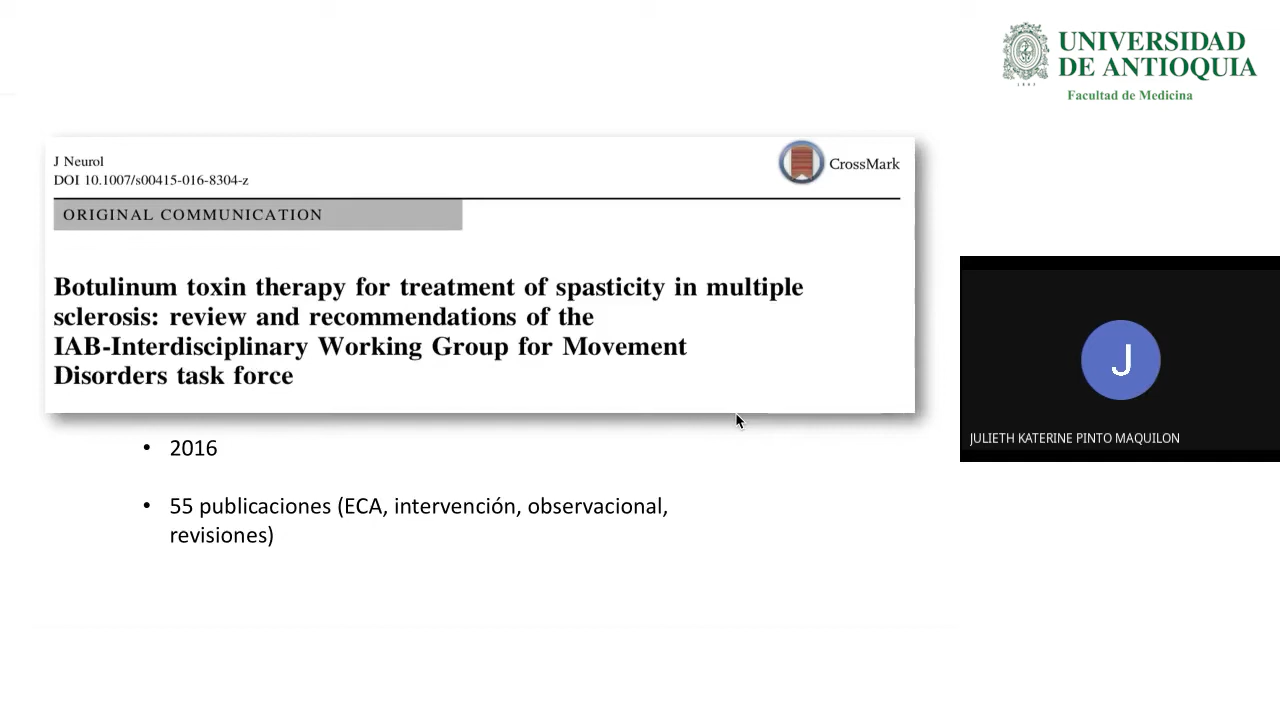 UNIVERSIDAD
DE ANTIOQUIA
1803
Facultad de Medicina
J Neurol
DOI 10.1007/s00415-016-8304-z
CrossMark
ORIGINAL COMMUNICATION
Botulinum toxin therapy for treatment of spasticity in multiple
sclerosis: review and recommendations of the
IAB-Interdisciplinary Working Group for Movement
Disorders task force
• 2016
• 55 publicaciones (ECA, intervención, observacional,
revisiones)
J
JULIETH KATERINE PINTO MAQUILON